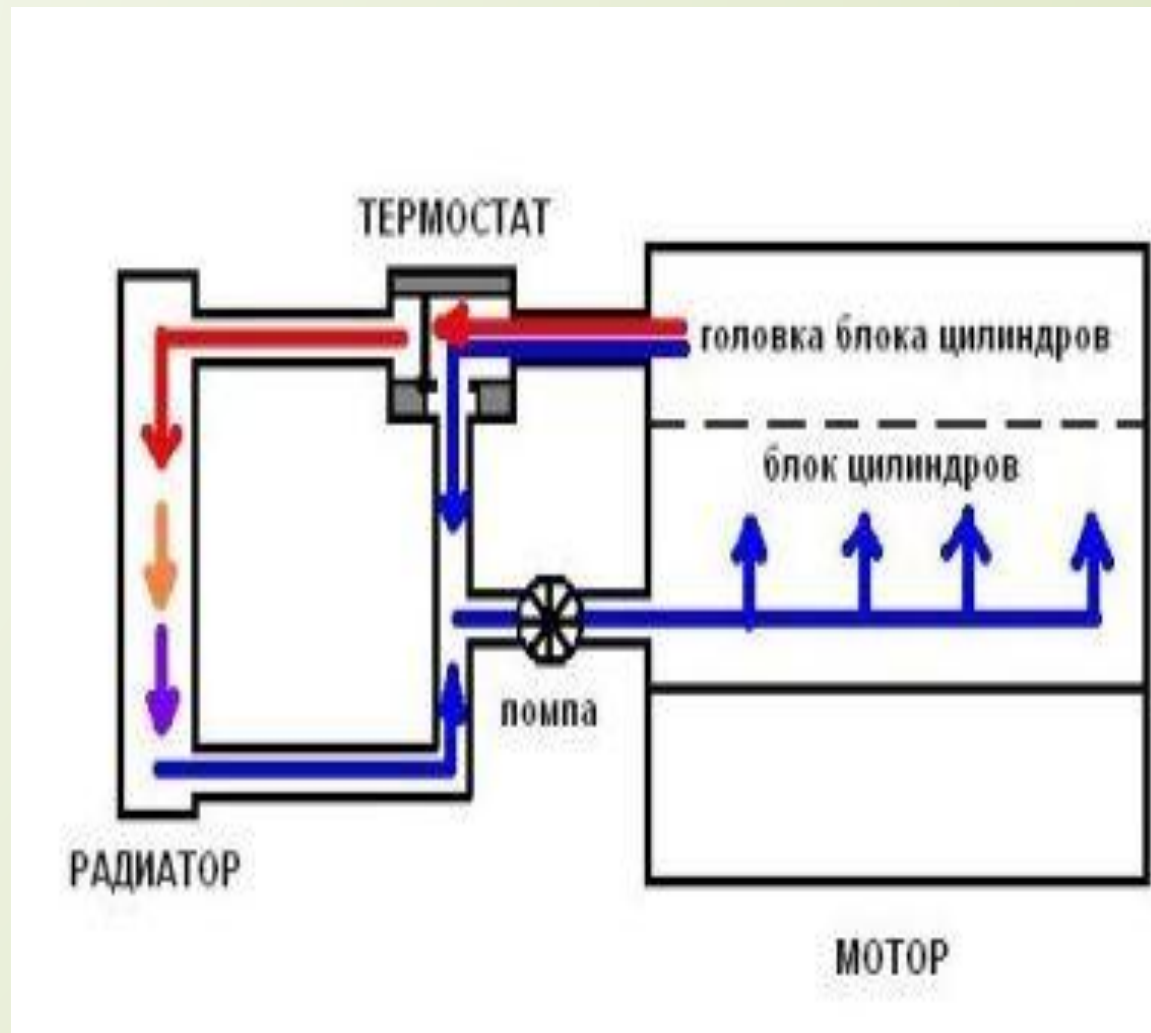 ТЕРМОСТАТ
головка блока цилиндров
блок цилиндров
помпа
РАДИАТОР
МОТОР